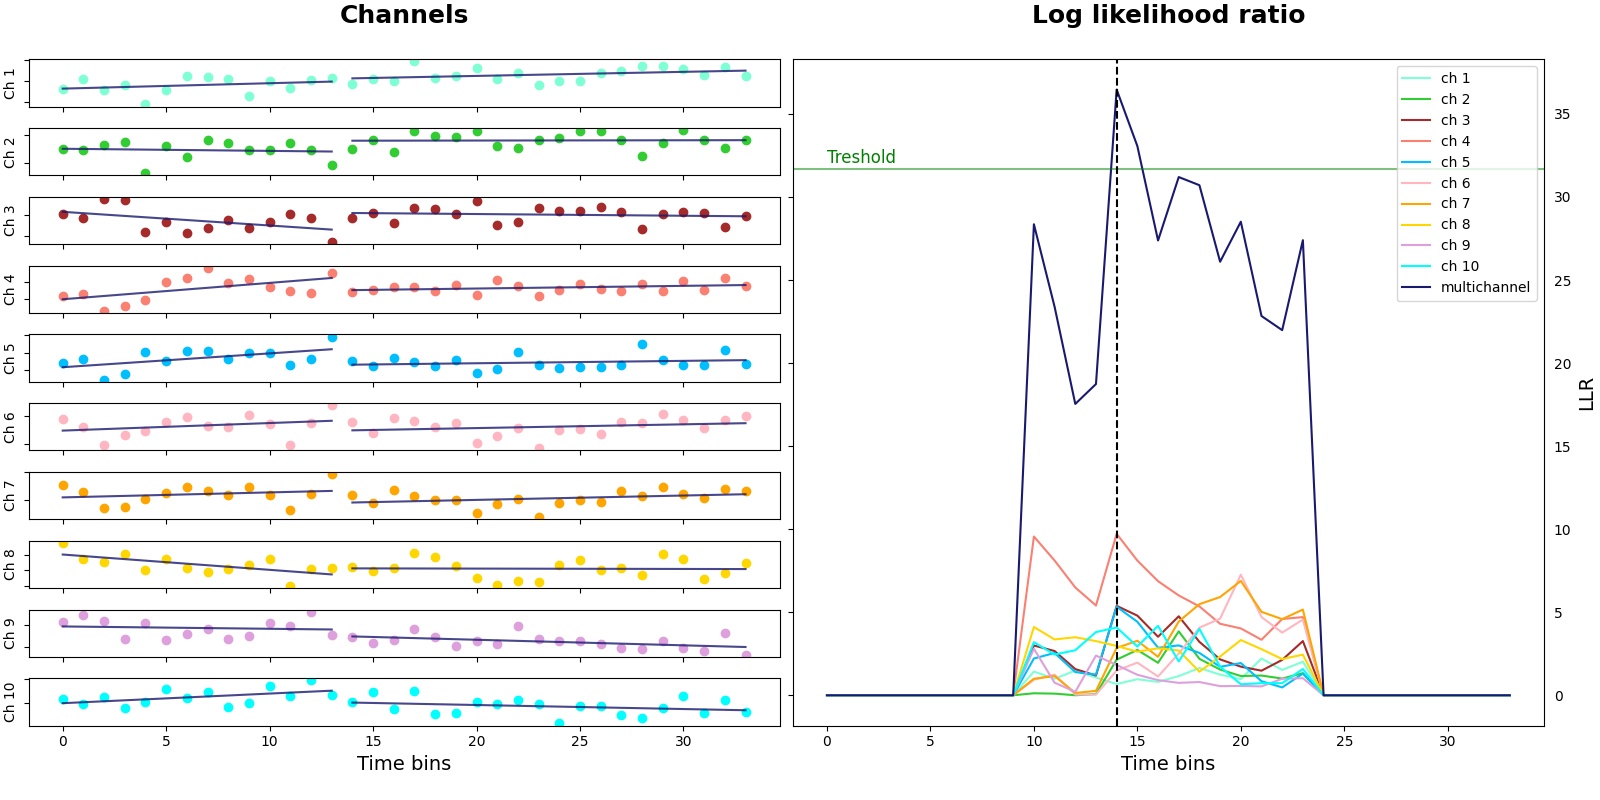 Channels
Log likelihood ratio
Ch 1
Ch 2
Ch 3
Ch 4
Ch 5
Ch 6
Ch 7
Ch 8
Ch 9
Ch 10
0 5 10 15 20 25 30
Time bins
Treshold
ch 1
ch 2
ch 3
ch 4
ch 5
ch 6
ch 7
ch 8
ch 9
ch 10
multichannel
35
30
25
20
15
10
5
0
LLR
0 5 10 15 20 25 30
Time bins